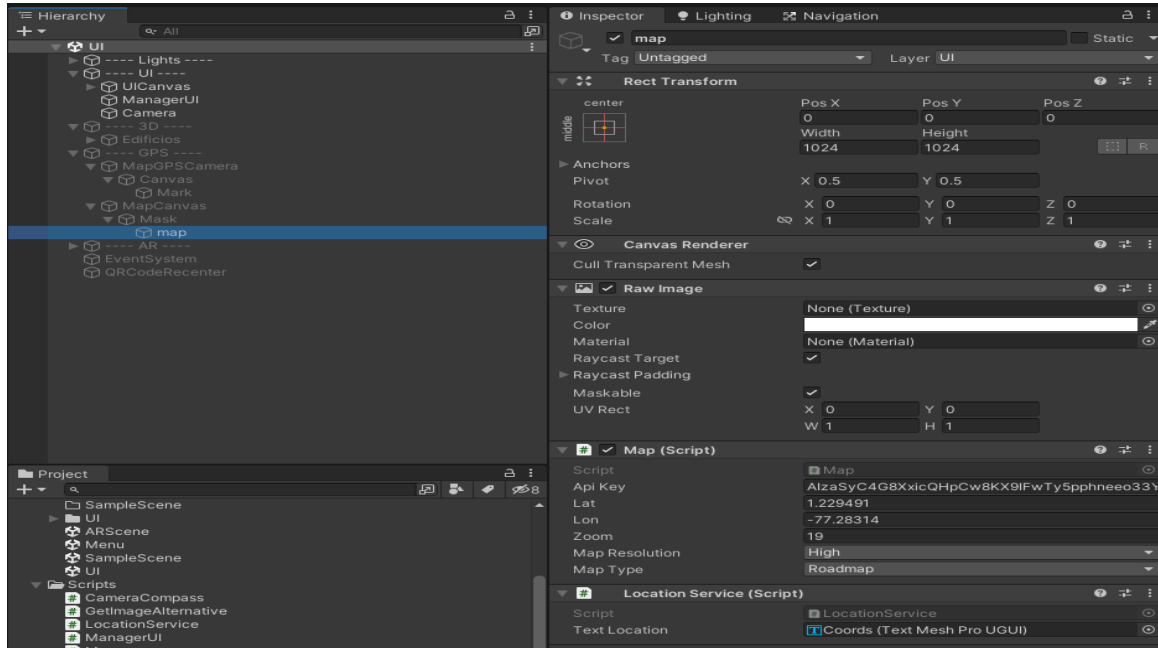 Hierarchy
All
UI
---- Lights ----
---- UI ----
UICanvas
ManagerUI
Camera
---- 3D ----
Edificios
---- GPS ----
MapGPSCamera
Canvas
Mark
MapCanvas
Mask
map
---- AR ----
EventSystem
QRCodeRecenter
Project
8
SampleScene
UI
ARScene
Menu
SampleScene
UI
Scripts
CameraCompass
GetImageAlternative
LocationService
ManagerUI
Inspector Lighting Navigation
map Static
Tag Untagged Layer UI
Rect Transform
center Pos X Pos Y Pos Z
middle 0 0 0
Width Height
1024 1024 R
Anchors
Pivot X 0.5 Y 0.5
Rotation X 0 Y 0 Z 0
Scale X 1 Y 1 Z 1
Canvas Renderer
Cull Transparent Mesh
Raw Image
Texture None (Texture)
Color
Material None (Material)
Raycast Target
Raycast Padding
Maskable
UV Rect X 0 Y 0
W 1 H 1
Map (Script)
Script Map
Api Key
Lat 1.229491
Lon -77.28314
Zoom 19
Map Resolution High
Map Type Roadmap
Location Service (Script)
Script LocationService
Text Location Coords (Text Mesh Pro UGUI)